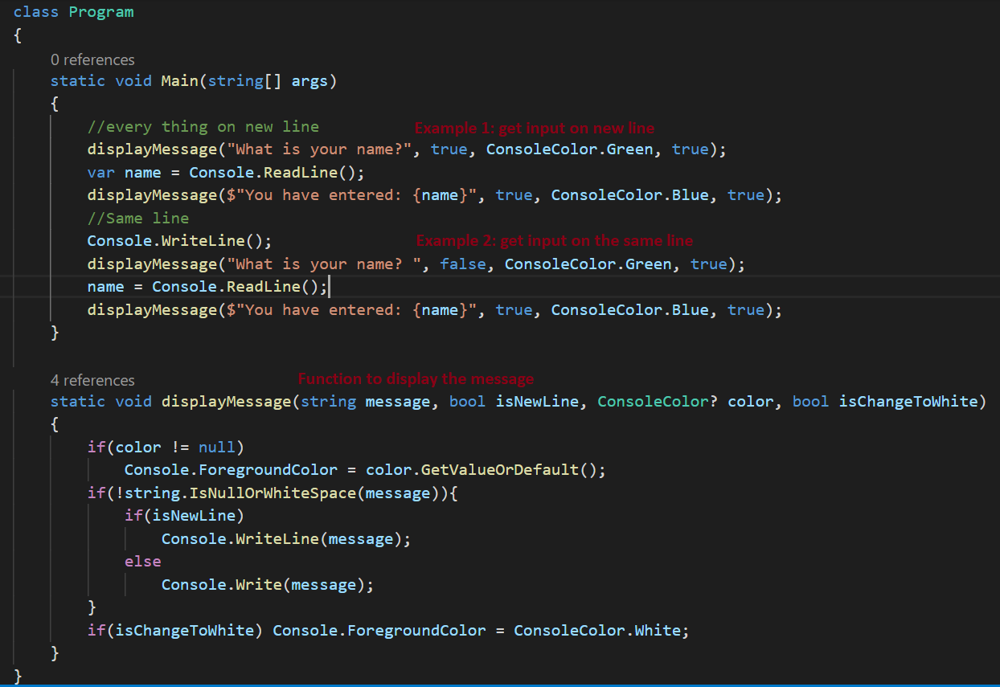 class Program
{
0 references
static void Main(string[] args)
{
//every thing on new line Example 1: get input on new line
displayMessage("What is your name?", true, ConsoleColor.Green, true);
var name = Console.ReadLine();
displayMessage($"You have entered: {name}", true, ConsoleColor.Blue, true);
//Same line
Console.WriteLine(); Example 2: get input on the same line
displayMessage("What is your name? ", false, ConsoleColor.Green, true);
name = Console.ReadLine();
displayMessage($"You have entered: {name}", true, ConsoleColor.Blue, true);
}
4 references Function to display the message
static void displayMessage(string message, bool isNewLine, ConsoleColor? color, bool isChangeToWhite)
{
if(color != null)
Console.ForegroundColor = color.GetValueOrDefault();
if(!string.IsNullOrWhiteSpace(message)){
if(isNewLine)
Console.WriteLine(message);
else
Console.Write(message);
}
if(isChangeToWhite) Console.ForegroundColor = ConsoleColor.White;
}
}